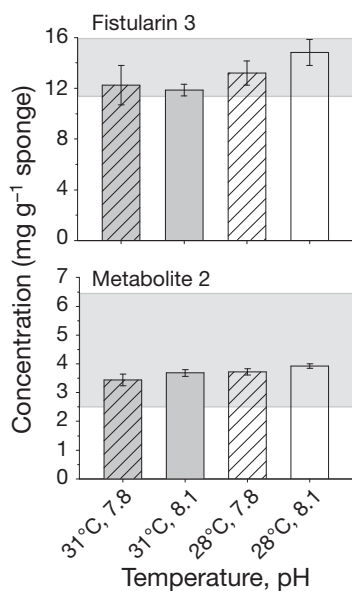 Fistularin 3
16
12
8
4
0
Metabolite 2
7
6
5
4
3
2
1
0
Concentration (mg g⁻¹ sponge)
31°C, 7.8
31°C, 8.1
28°C, 7.8
28°C, 8.1
Temperature, pH